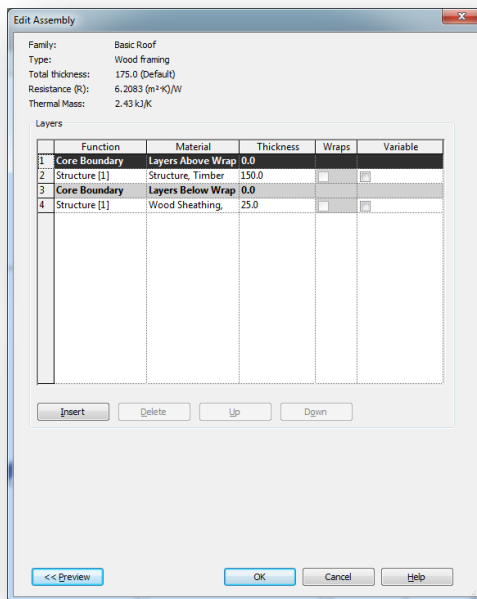 Edit Assembly
Family: Basic Roof
Type: Wood framing
Total thickness: 175.0 (Default)
Resistance (R): 6.2083 (m²·K)/W
Thermal Mass: 2.43 kJ/K
Layers
Function Material Thickness Wraps Variable
1 Core Boundary Layers Above Wrap 0.0
2 Structure [1] Structure, Timber 150.0
3 Core Boundary Layers Below Wrap 0.0
4 Structure [1] Wood Sheathing, 25.0
Insert Delete Up Down
<< Preview OK Cancel Help